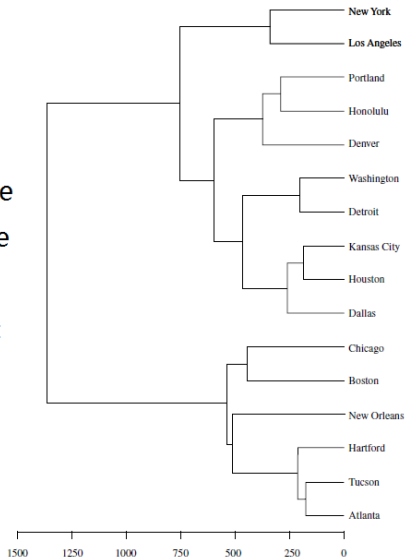 New York
Los Angeles
Portland
Honolulu
Denver
Washington
Detroit
Kansas City
Houston
Dallas
Chicago
Boston
New Orleans
Hartford
Tucson
Atlanta
1500 1250 1000 750 500 250 0